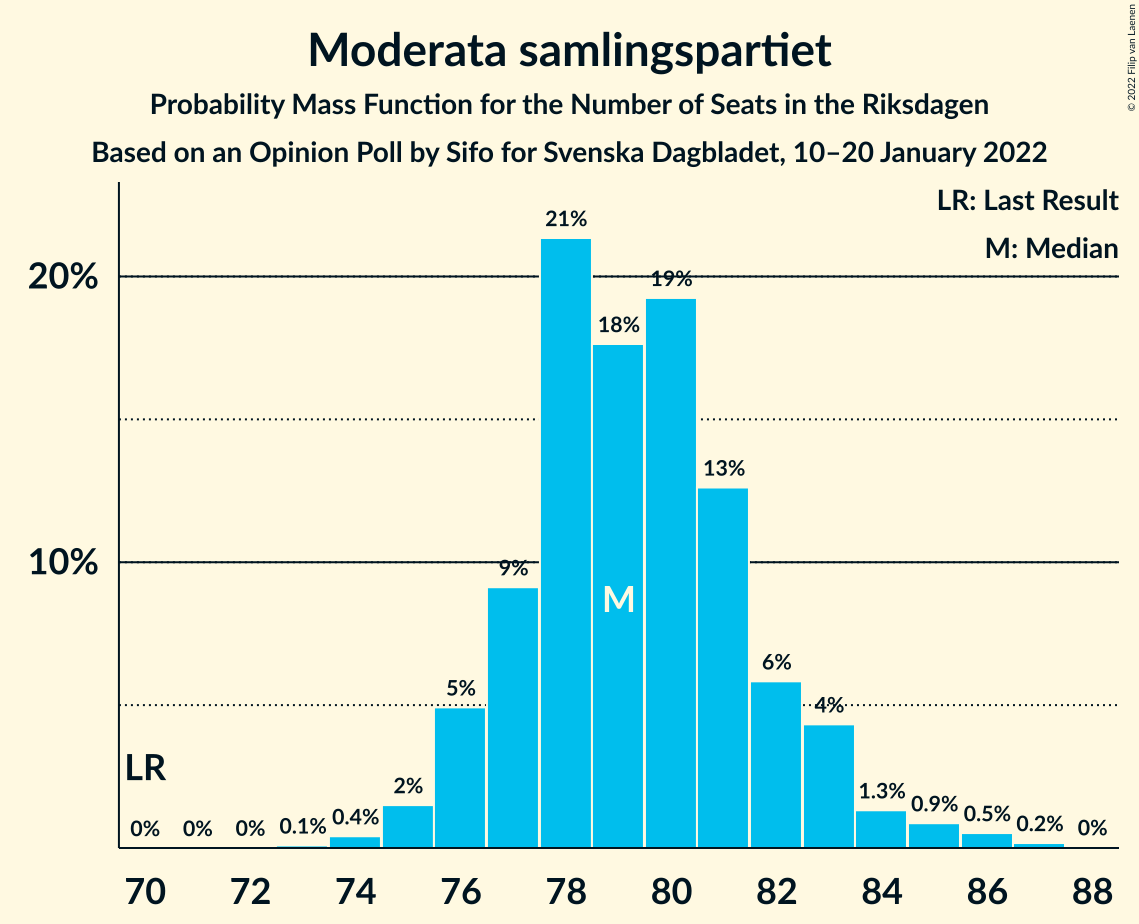 Moderata samlingspartiet
Probability Mass Function for the Number of Seats in the Riksdagen
Based on an Opinion Poll by Sifo for Svenska Dagbladet, 10–20 January 2022
© 2022 Filip van Laenen
LR: Last Result
M: Median
20%
10%
21%
19%
18%
13%
9%
M
6%
5%
4%
LR
2%
1.3%
0.9%
0.5%
0.4%
0.2%
0.1%
0% 0% 0% 0%
70 72 74 76 78 80 82 84 86 88